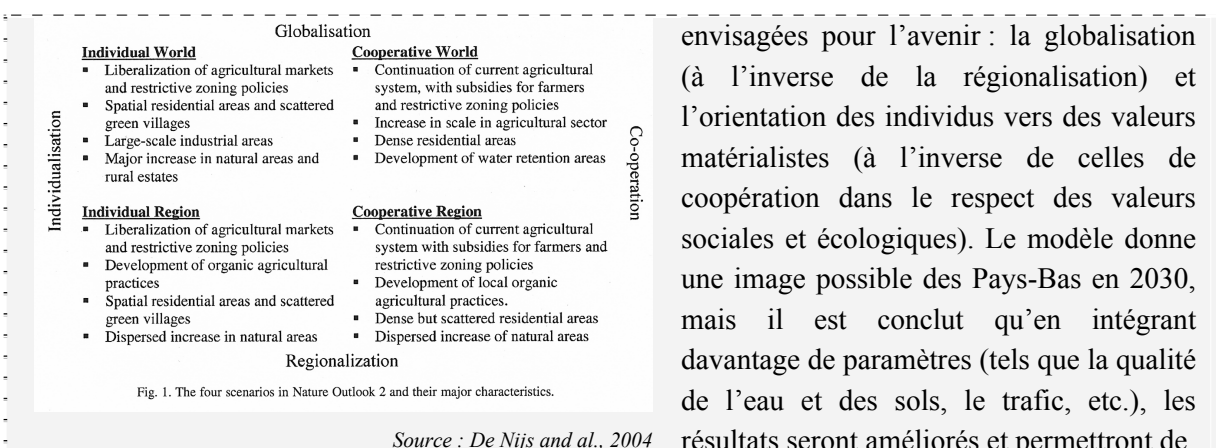 Globalisation
Individual World
▪ Liberalization of agricultural markets
and restrictive zoning policies
▪ Spatial residential areas and scattered
green villages
▪ Large-scale industrial areas
▪ Major increase in natural areas and
rural estates
Cooperative World
▪ Continuation of current agricultural
system, with subsidies for farmers
and restrictive zoning policies
▪ Increase in scale in agricultural sector
▪ Dense residential areas
▪ Development of water retention areas
Individualisation
Co-operation
Individual Region
▪ Liberalization of agricultural markets
and restrictive zoning policies
▪ Development of organic agricultural
practices
▪ Spatial residential areas and scattered
green villages
▪ Dispersed increase in natural areas
Cooperative Region
▪ Continuation of current agricultural
system with subsidies for farmers and
restrictive zoning policies
▪ Development of local organic
agricultural practices.
▪ Dense but scattered residential areas
▪ Dispersed increase of natural areas
Regionalization
Fig. 1. The four scenarios in Nature Outlook 2 and their major characteristics.
Source : De Nijs and al., 2004
envisagées pour l'avenir : la globalisation
(à l'inverse de la régionalisation) et
l'orientation des individus vers des valeurs
matérialistes (à l'inverse de celles de
coopération dans le respect des valeurs
sociales et écologiques). Le modèle donne
une image possible des Pays-Bas en 2030,
mais il est conclut qu'en intégrant
davantage de paramètres (tels que la qualité
de l'eau et des sols, le trafic, etc.), les
résultats seront améliorés et permettront de